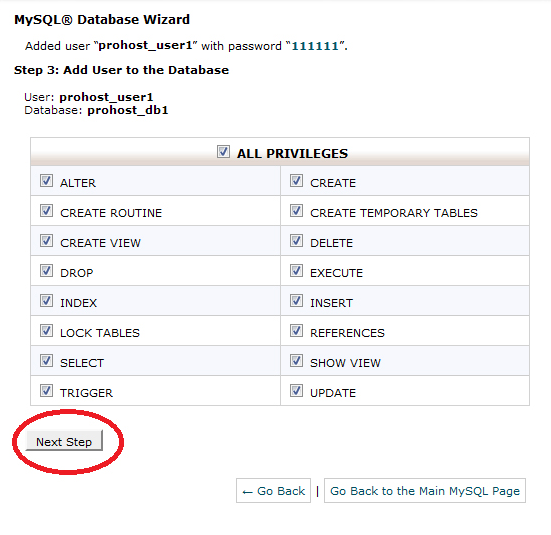 MySQL® Database Wizard
Added user “prohost_user1” with password “111111”.
Step 3: Add User to the Database
User: prohost_user1
Database: prohost_db1
ALL PRIVILEGES
ALTER CREATE
CREATE ROUTINE CREATE TEMPORARY TABLES
CREATE VIEW DELETE
DROP EXECUTE
INDEX INSERT
LOCK TABLES REFERENCES
SELECT SHOW VIEW
TRIGGER UPDATE
Next Step
← Go Back | Go Back to the Main MySQL Page